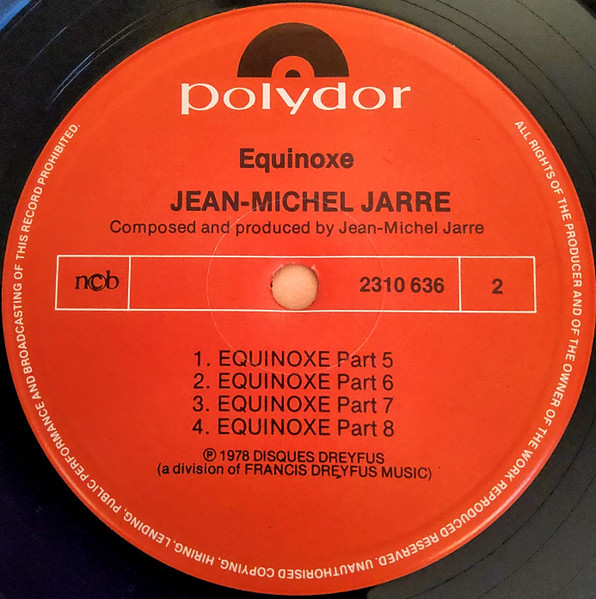 polydor
Equinoxe
JEAN-MICHEL JARRE
Composed and produced by Jean-Michel Jarre
ncb
2310 636
2
1. EQUINOXE Part 5
2. EQUINOXE Part 6
3. EQUINOXE Part 7
4. EQUINOXE Part 8
℗ 1978 DISQUES DREYFUS
(a division of FRANCIS DREYFUS MUSIC)
ALL RIGHTS OF THE PRODUCER AND OF THE OWNER OF THE WORK REPRODUCED RESERVED. UNAUTHORISED COPYING, HIRING, LENDING, PUBLIC PERFORMANCE AND BROADCASTING OF THIS RECORD PROHIBITED.